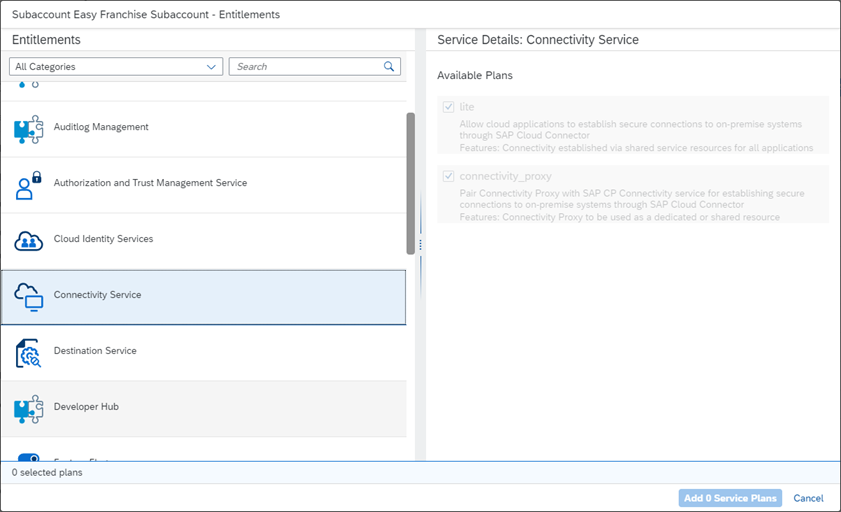 Subaccount Easy Franchise Subaccount - Entitlements
Entitlements
All Categories
Search
Auditlog Management
Authorization and Trust Management Service
Cloud Identity Services
Connectivity Service
Destination Service
Developer Hub
Service Details: Connectivity Service
Available Plans
lite
Allow cloud applications to establish secure connections to on-premise systems
through SAP Cloud Connector
Features: Connectivity established via shared service resources for all applications
connectivity_proxy
Pair Connectivity Proxy with SAP CP Connectivity service for establishing secure
connections to on-premise systems through SAP Cloud Connector
Features: Connectivity Proxy to be used as a dedicated or shared resource
0 selected plans
Add 0 Service Plans
Cancel